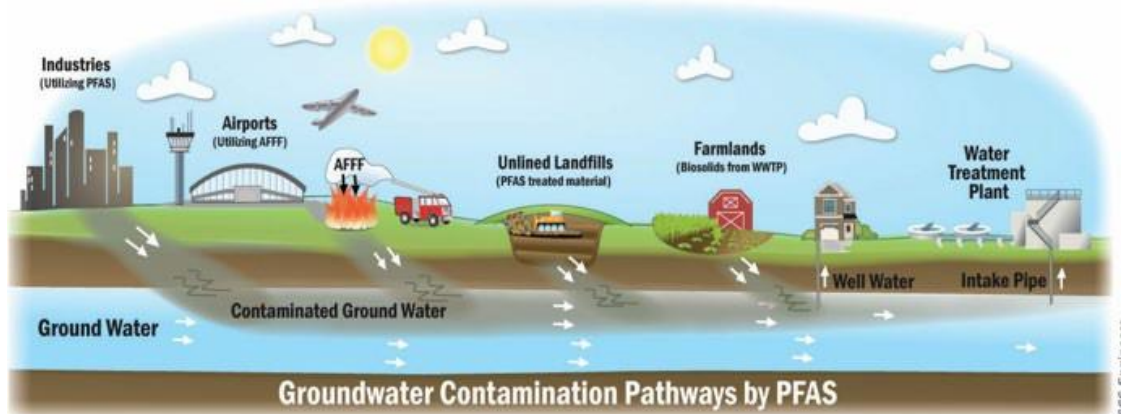 Industries
(Utilizing PFAS)
Airports
(Utilizing AFFF)
AFFF
Unlined Landfills
(PFAS treated material)
Farmlands
(Biosolids from WWTP)
Water
Treatment
Plant
Well Water
Intake Pipe
Contaminated Ground Water
Ground Water
Groundwater Contamination Pathways by PFAS